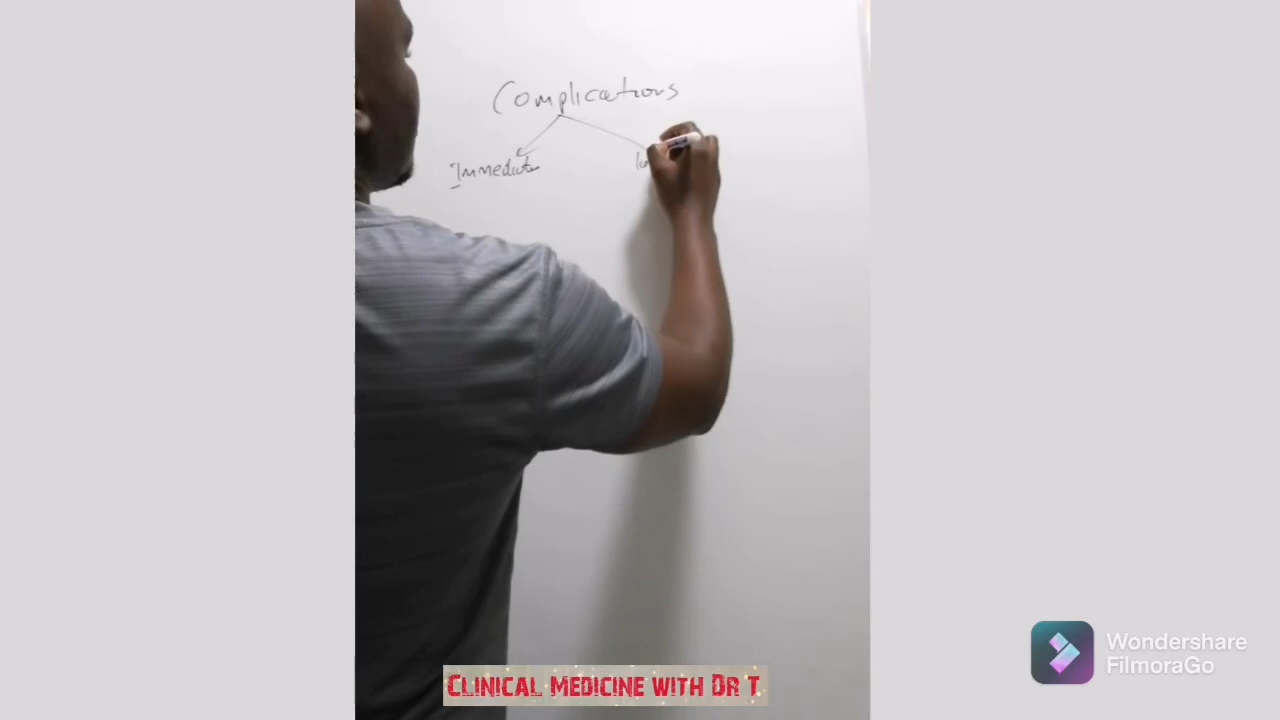 Complications
Immediate
Clinical Medicine with Dr T
Wondershare
FilmoraGo